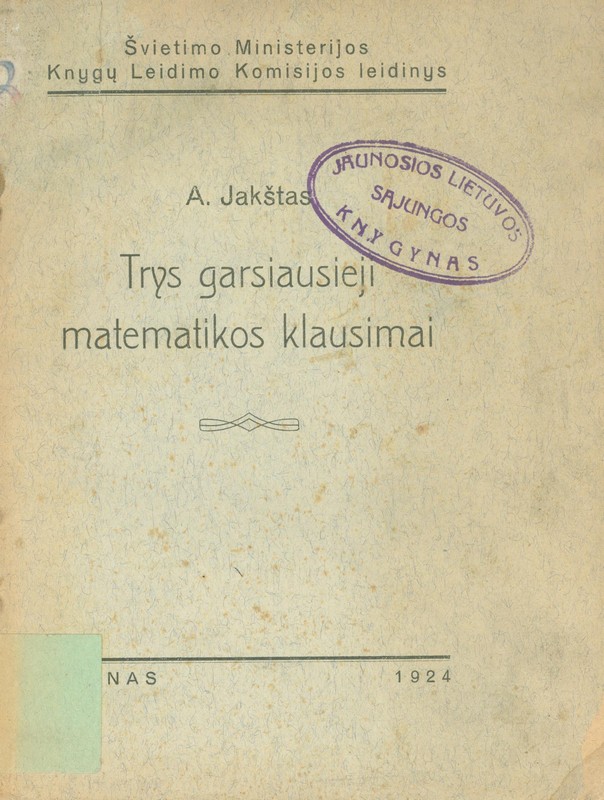 Švietimo Ministerijos
Knygų Leidimo Komisijos leidinys
A. Jakštas
JAUNOSIOS LIETUVOS
SĄJUNGOS
KNYGYNAS
Trys garsiausieji
matematikos klausimai
NAS 1924